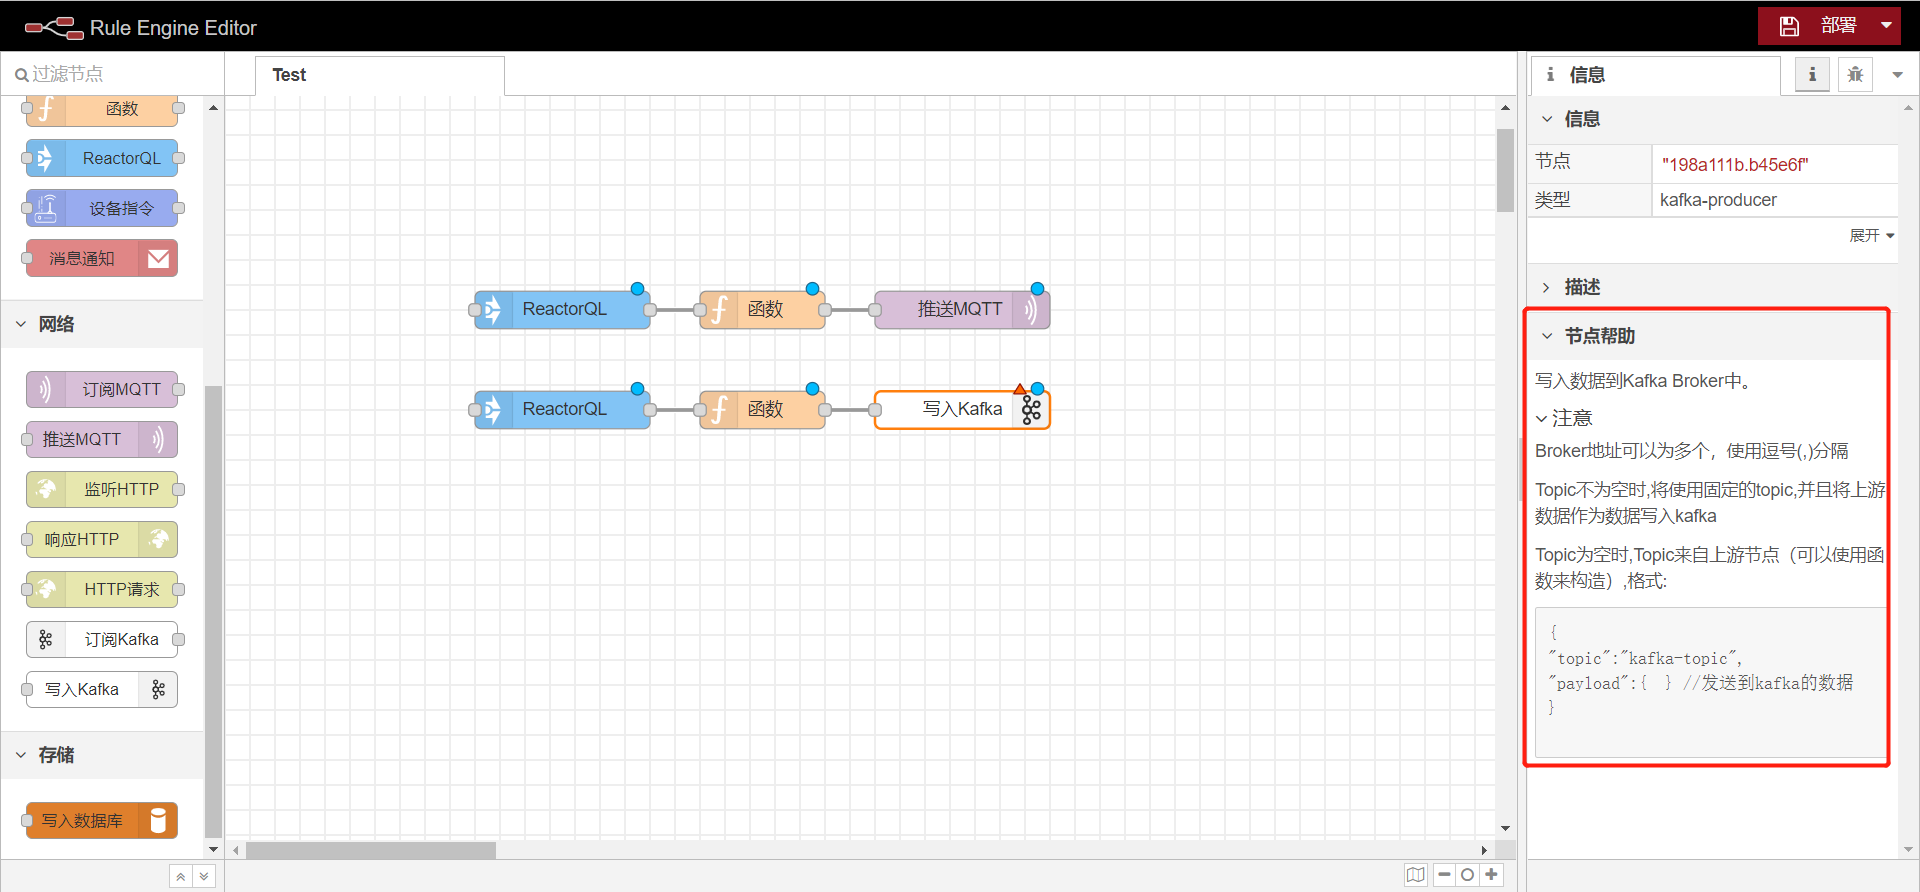 Rule Engine Editor
部署
过滤节点
函数
ReactorQL
设备指令
消息通知
网络
订阅MQTT
推送MQTT
监听HTTP
响应HTTP
HTTP请求
订阅Kafka
写入Kafka
存储
写入数据库
Test
ReactorQL
函数
推送MQTT
ReactorQL
函数
写入Kafka
信息
信息
节点
"198a111b.b45e6f"
类型
kafka-producer
展开
描述
节点帮助
写入数据到Kafka Broker中。
注意
Broker地址可以为多个，使用逗号(,)分隔
Topic不为空时,将使用固定的topic,并且将上游
数据作为数据写入kafka
Topic为空时,Topic来自上游节点（可以使用函
数来构造）,格式:
{
"topic":"kafka-topic",
"payload":{  } //发送到kafka的数据
}